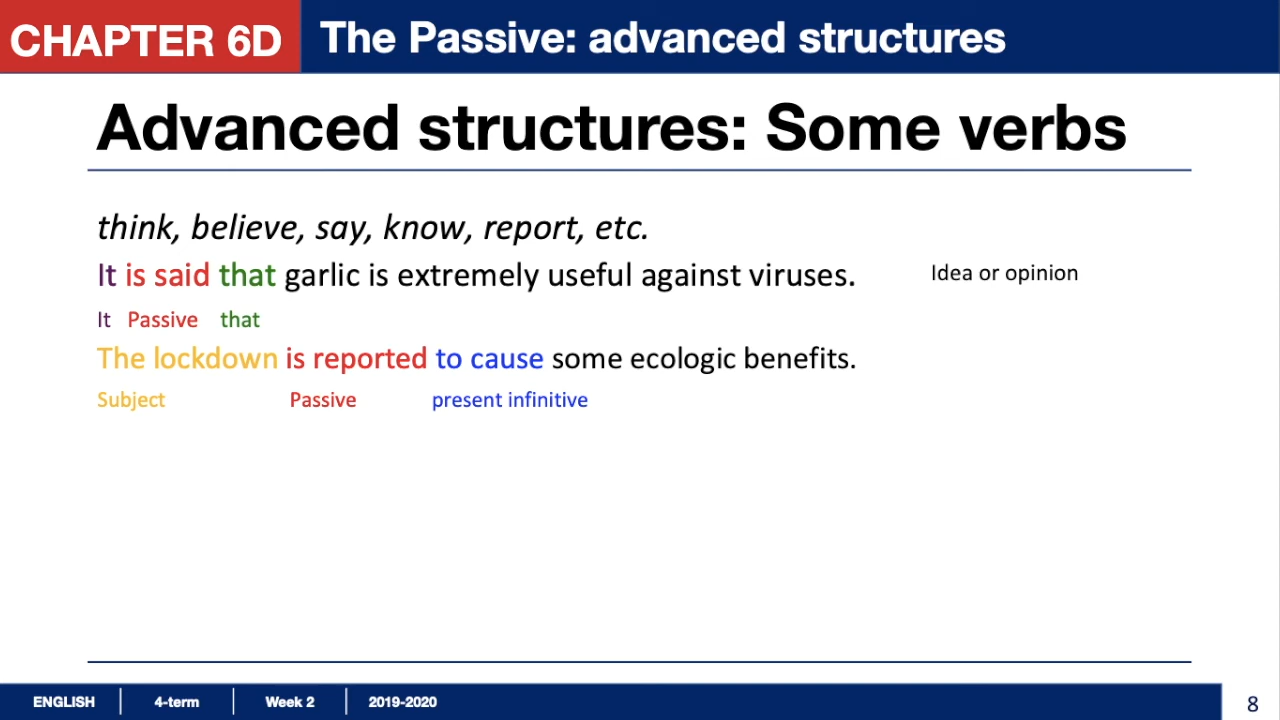 CHAPTER 6D The Passive: advanced structures
Advanced structures: Some verbs
think, believe, say, know, report, etc.
It is said that garlic is extremely useful against viruses. Idea or opinion
It Passive that
The lockdown is reported to cause some ecologic benefits.
Subject Passive present infinitive
ENGLISH 4-term Week 2 2019-2020 8